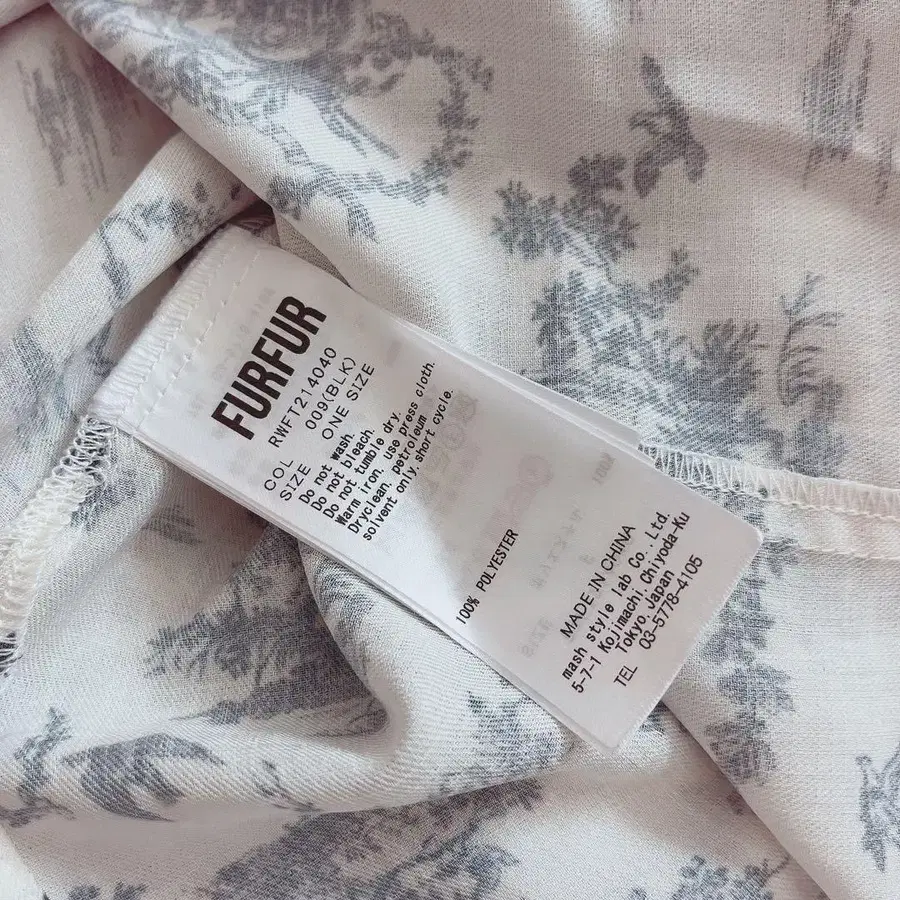 FURFUR
RWFT214040
COL 009(BLK)
SIZE ONE SIZE
Do not wash.
Do not bleach.
Do not tumble dry.
Warm iron. use press cloth.
Dryclean. petroleum
solvent only. short cycle.
100% POLYESTER
MADE IN CHINA
mash style lab Co., Ltd.
5-7-1 Kojimachi, Chiyoda-Ku
Tokyo. Japan
TEL 03-5778-4105